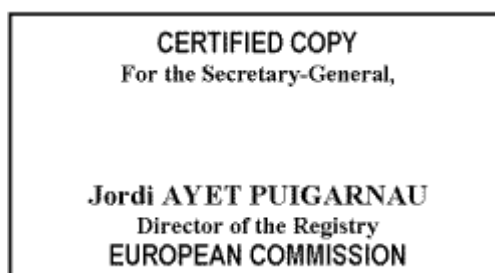 CERTIFIED COPY
For the Secretary-General,
Jordi AYET PUIGARNAU
Director of the Registry
EUROPEAN COMMISSION